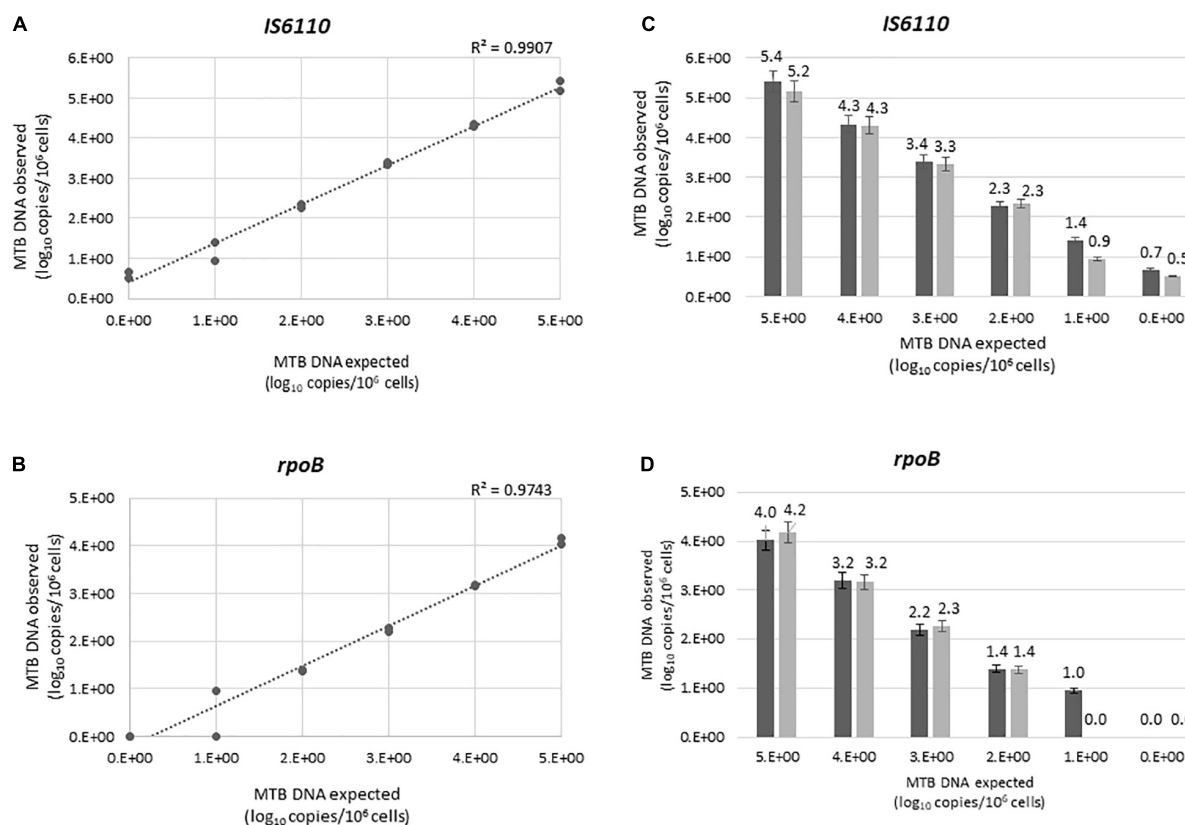 A
IS6110
R² = 0.9907
MTB DNA observed
(log₁₀ copies/10⁶ cells)
6.E+00
5.E+00
4.E+00
3.E+00
2.E+00
1.E+00
0.E+00
0.E+00 1.E+00 2.E+00 3.E+00 4.E+00 5.E+00
MTB DNA expected
(log₁₀ copies/10⁶ cells)
C
IS6110
MTB DNA observed
(log₁₀ copies/10⁶ cells)
6.E+00
5.E+00
4.E+00
3.E+00
2.E+00
1.E+00
0.E+00
5.4 5.2
4.3 4.3
3.4 3.3
2.3 2.3
1.4 0.9
0.7 0.5
5.E+00 4.E+00 3.E+00 2.E+00 1.E+00 0.E+00
MTB DNA expected
(log₁₀ copies/10⁶ cells)
B
rpoB
R² = 0.9743
MTB DNA observed
(log₁₀ copies/10⁶ cells)
5.E+00
4.E+00
3.E+00
2.E+00
1.E+00
0.E+00
0.E+00 1.E+00 2.E+00 3.E+00 4.E+00 5.E+00
MTB DNA expected
(log₁₀ copies/10⁶ cells)
D
rpoB
MTB DNA observed
(log₁₀ copies/10⁶ cells)
5.E+00
4.E+00
3.E+00
2.E+00
1.E+00
0.E+00
4.0 4.2
3.2 3.2
2.2 2.3
1.4 1.4
1.0 0.0
0.0 0.0
5.E+00 4.E+00 3.E+00 2.E+00 1.E+00 0.E+00
MTB DNA expected
(log₁₀ copies/10⁶ cells)